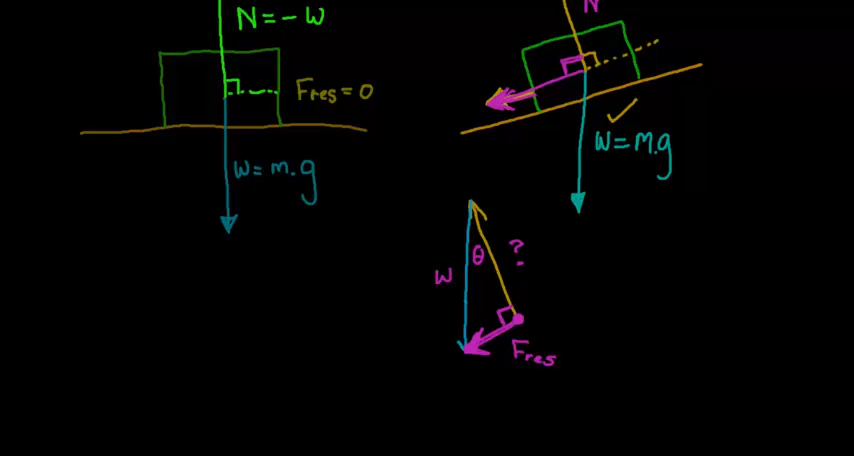 N = - W
Fres = 0
W = m.g
N
W = m.g
W
θ
?
Fres